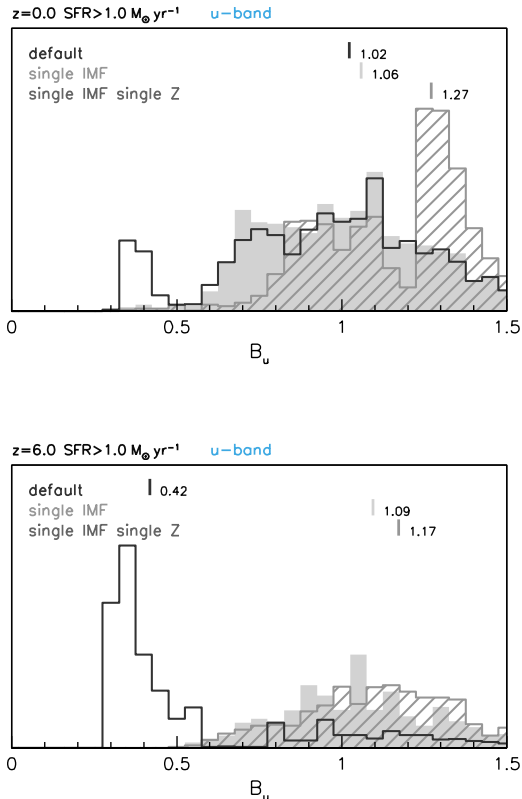 z=0.0 SFR>1.0 M⊙ yr⁻¹ u-band
default
1.02
single IMF
1.06
single IMF single Z
1.27
0 0.5 1 1.5
Bᵤ
z=6.0 SFR>1.0 M⊙ yr⁻¹ u-band
default
0.42
single IMF
1.09
single IMF single Z
1.17
0 0.5 1 1.5
Bᵤ